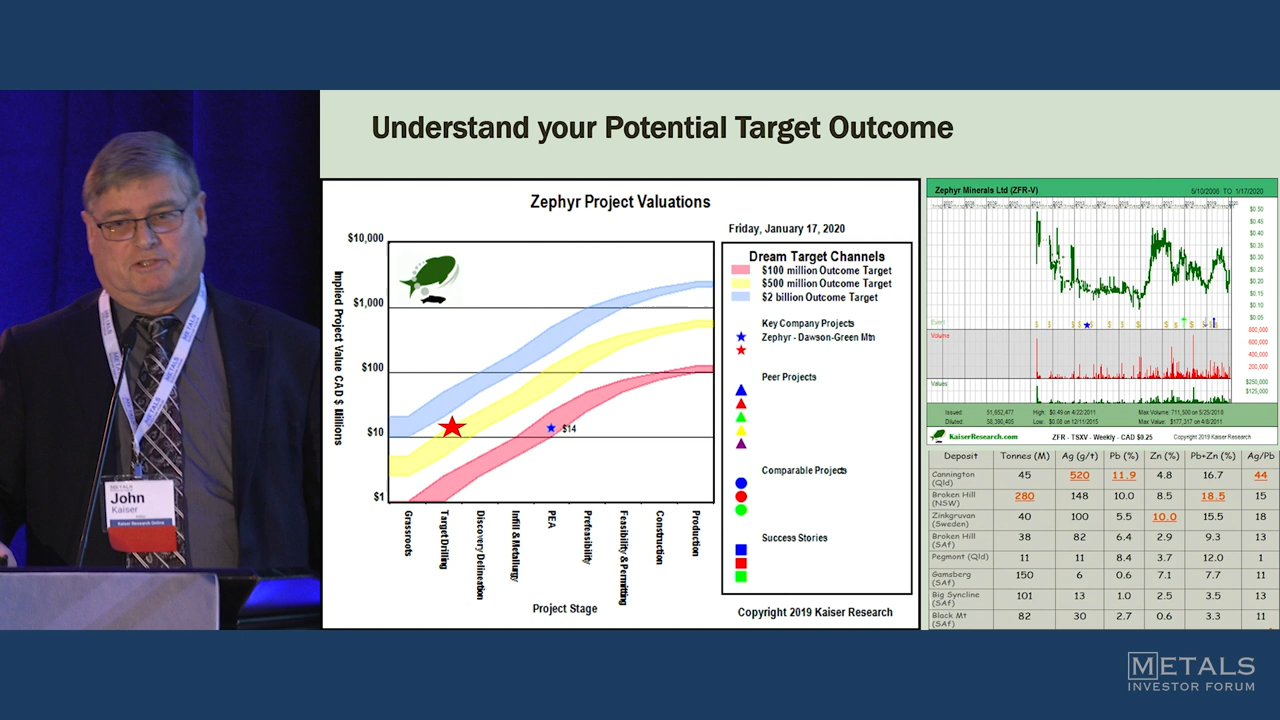 Understand your Potential Target Outcome
Zephyr Project Valuations
Friday, January 17, 2020
Implied Project Value CAD $ Millions
$10,000
$1,000
$100
$10
$1
$14
Grassroots
Target Drilling
Discovery Delineation
Infill & Metallurgy
PEA
Prefeasibility
Feasibility & Permitting
Construction
Production
Project Stage
Dream Target Channels
$100 million Outcome Target
$500 million Outcome Target
$2 billion Outcome Target
Key Company Projects
Zephyr - Dawson-Green Mtn
Peer Projects
Comparable Projects
Success Stories
Copyright 2019 Kaiser Research
Zephyr Minerals Ltd (ZFR-V)
5/10/2006 TO 1/17/2020
$0.50
$0.45
$0.40
$0.35
$0.30
$0.25
$0.20
$0.15
$0.10
$0.05
Event
Volume
800,000
600,000
400,000
200,000
Values
$250,000
$125,000
Issued: 51,652,477 High: $0.49 on 4/22/2011 Max Volume: 711,500 on 5/25/2018
Diluted: 58,390,405 Low: $0.08 on 12/11/2015 Max Value: $177,317 on 4/8/2011
KaiserResearch.com ZFR - TSXV - Weekly - CAD $0.25 Copyright 2019 Kaiser Research
Deposit Tonnes (M) Ag (g/t) Pb (%) Zn (%) Pb+Zn (%) Ag/Pb
Cannington (Qld) 45 520 11.9 4.8 16.7 44
Broken Hill (NSW) 280 148 10.0 8.5 18.5 15
Zinkgruvan (Sweden) 40 100 5.5 10.0 15.5 18
Broken Hill (SAf) 38 82 6.4 2.9 9.3 13
Pegmont (Qld) 11 11 8.4 3.7 12.0 1
Gamsberg (SAf) 150 6 0.6 7.1 7.7 11
Big Syncline (SAf) 101 13 1.0 2.5 3.5 13
Black Mt (SAf) 82 30 2.7 0.6 3.3 11
METALS
John
Kaiser
Kaiser Research Online
METALS
INVESTOR FORUM